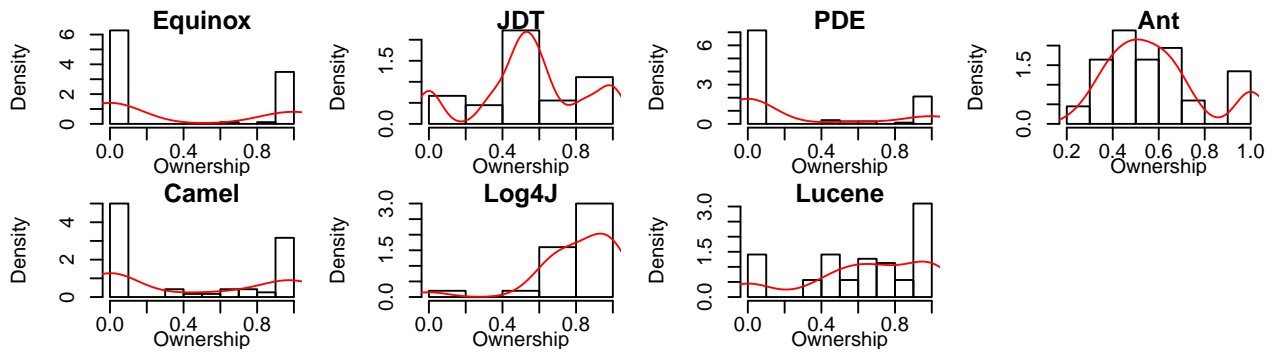 Equinox
Density
0 2 4 6
0.0 0.4 0.8
Ownership
JDT
Density
0.0 1.5
0.0 0.4 0.8
Ownership
PDE
Density
0 3 6
0.0 0.4 0.8
Ownership
Ant
Density
0.0 1.5
0.2 0.4 0.6 0.8 1.0
Ownership
Camel
Density
0 2 4
0.0 0.4 0.8
Ownership
Log4J
Density
0.0 1.5 3.0
0.0 0.4 0.8
Ownership
Lucene
Density
0.0 1.5 3.0
0.0 0.4 0.8
Ownership